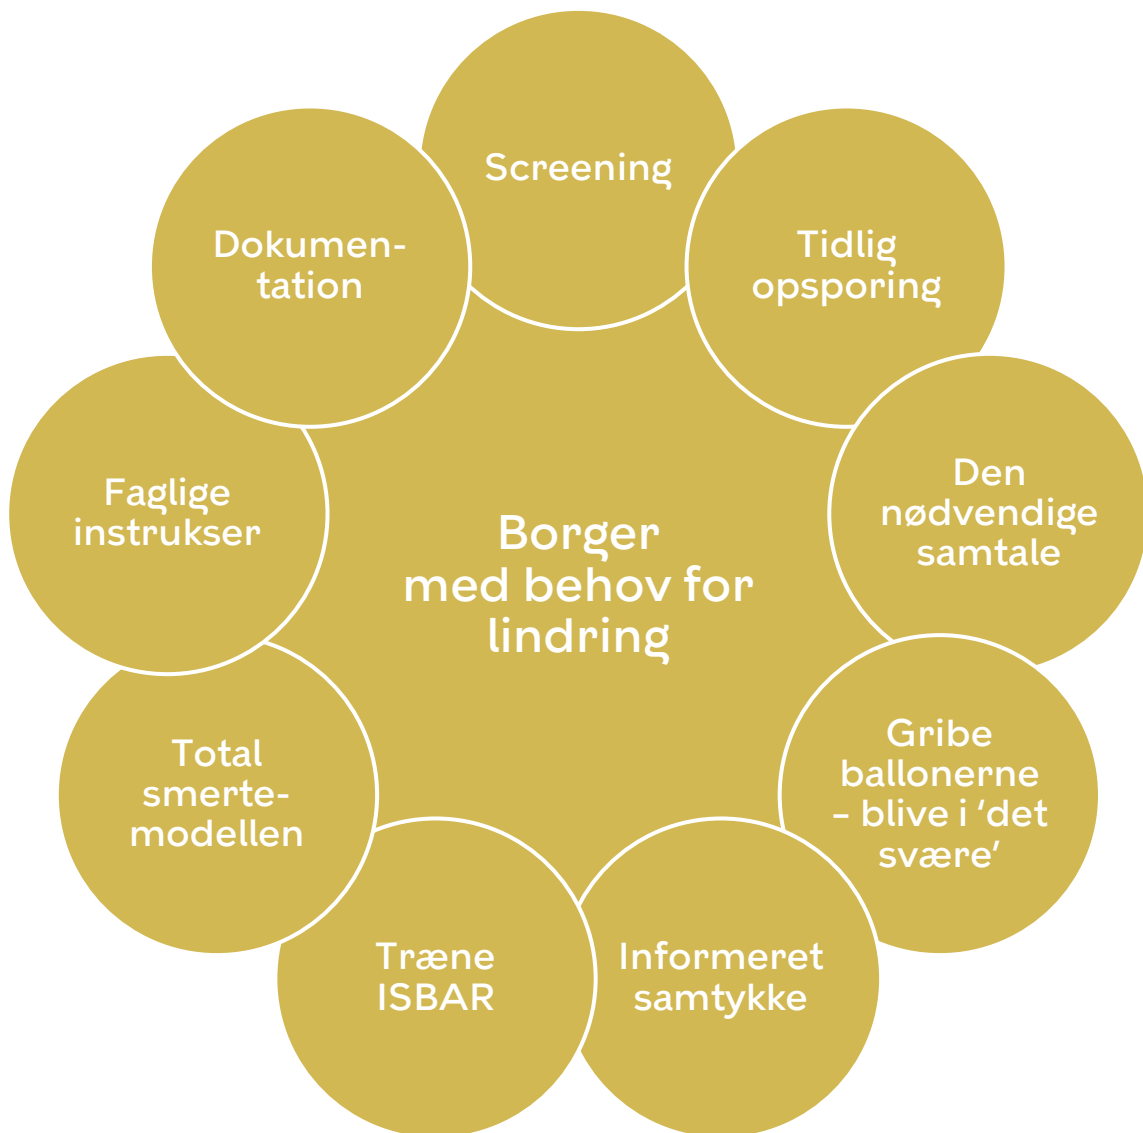 Screening
Tidlig
opsporing
Den
nødvendige
samtale
Gribe
ballonerne
– blive i ‘det
svære’
Informeret
samtykke
Træne
ISBAR
Total
smerte-
modellen
Faglige
instrukser
Dokumen-
tation
Borger
med behov for
lindring